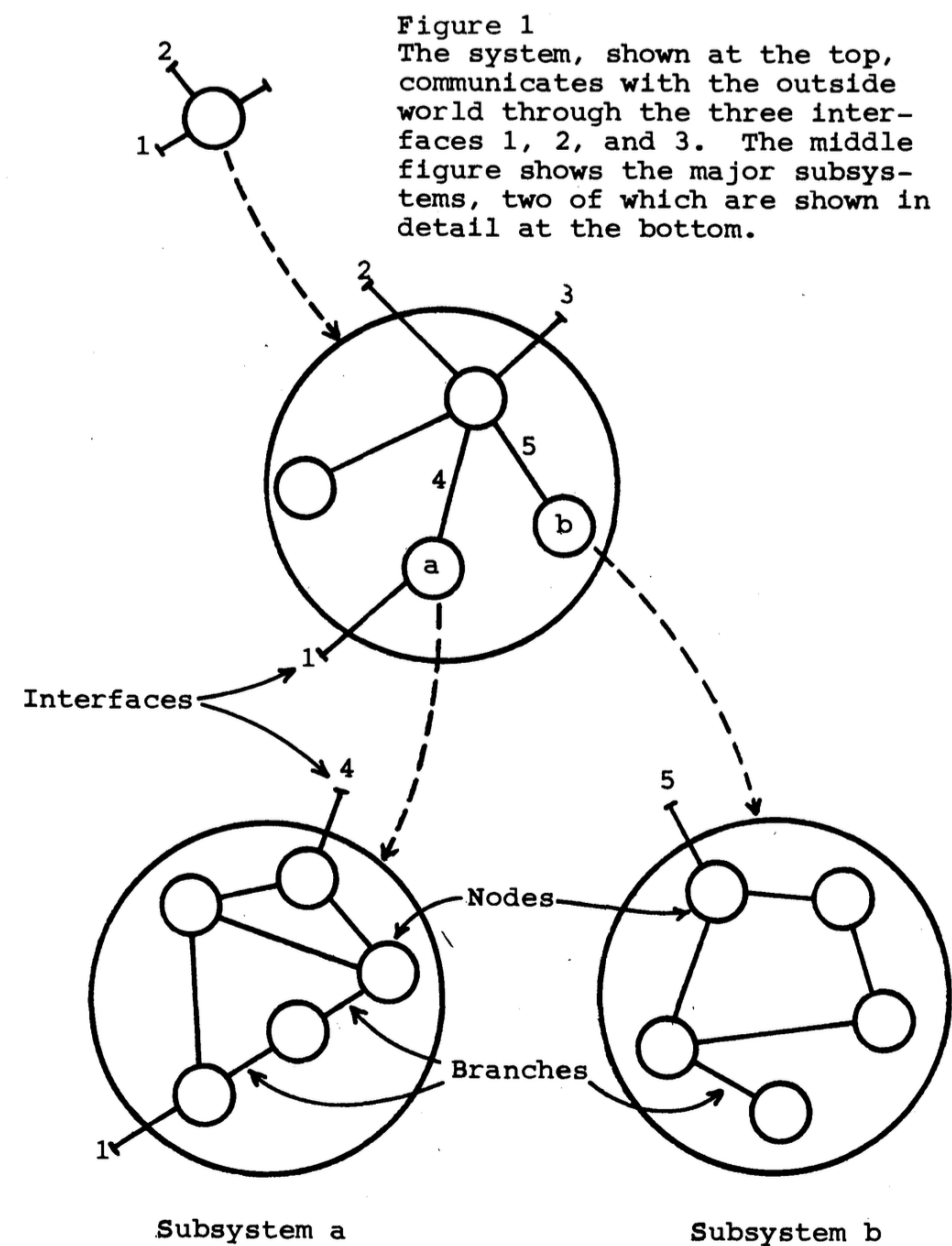 Figure 1
The system, shown at the top,
communicates with the outside
world through the three inter-
faces 1, 2, and 3. The middle
figure shows the major subsys-
tems, two of which are shown in
detail at the bottom.
2
1
2
3
5
4
b
a
1
Interfaces
4
5
Nodes
Branches
1
Subsystem a
Subsystem b